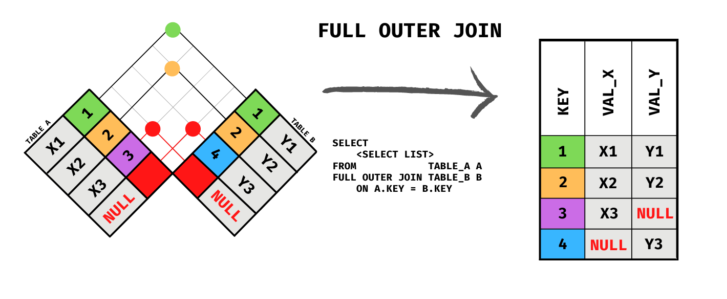 FULL OUTER JOIN
TABLE A
1
X1
2
X2
3
X3
NULL
TABLE B
1
Y1
2
Y2
4
Y3
NULL
SELECT
<SELECT LIST>
FROM TABLE_A A
FULL OUTER JOIN TABLE_B B
ON A.KEY = B.KEY
KEY VAL_X VAL_Y
1 X1 Y1
2 X2 Y2
3 X3 NULL
4 NULL Y3